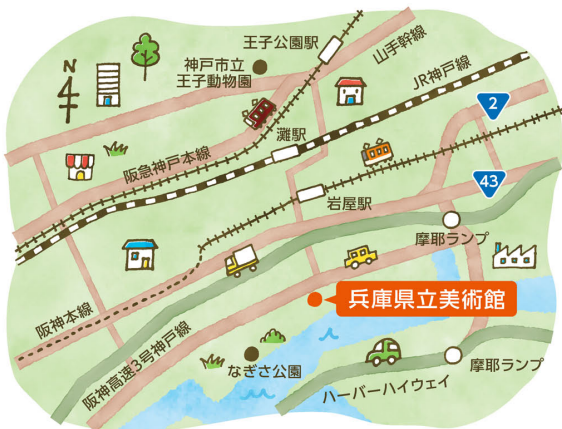 王子公園駅
神戸市立
王子動物園
山手幹線
JR神戸線
N
2
灘駅
阪急神戸本線
43
岩屋駅
摩耶ランプ
兵庫県立美術館
阪神本線
阪神高速3号神戸線
なぎさ公園
摩耶ランプ
ハーバーハイウェイ